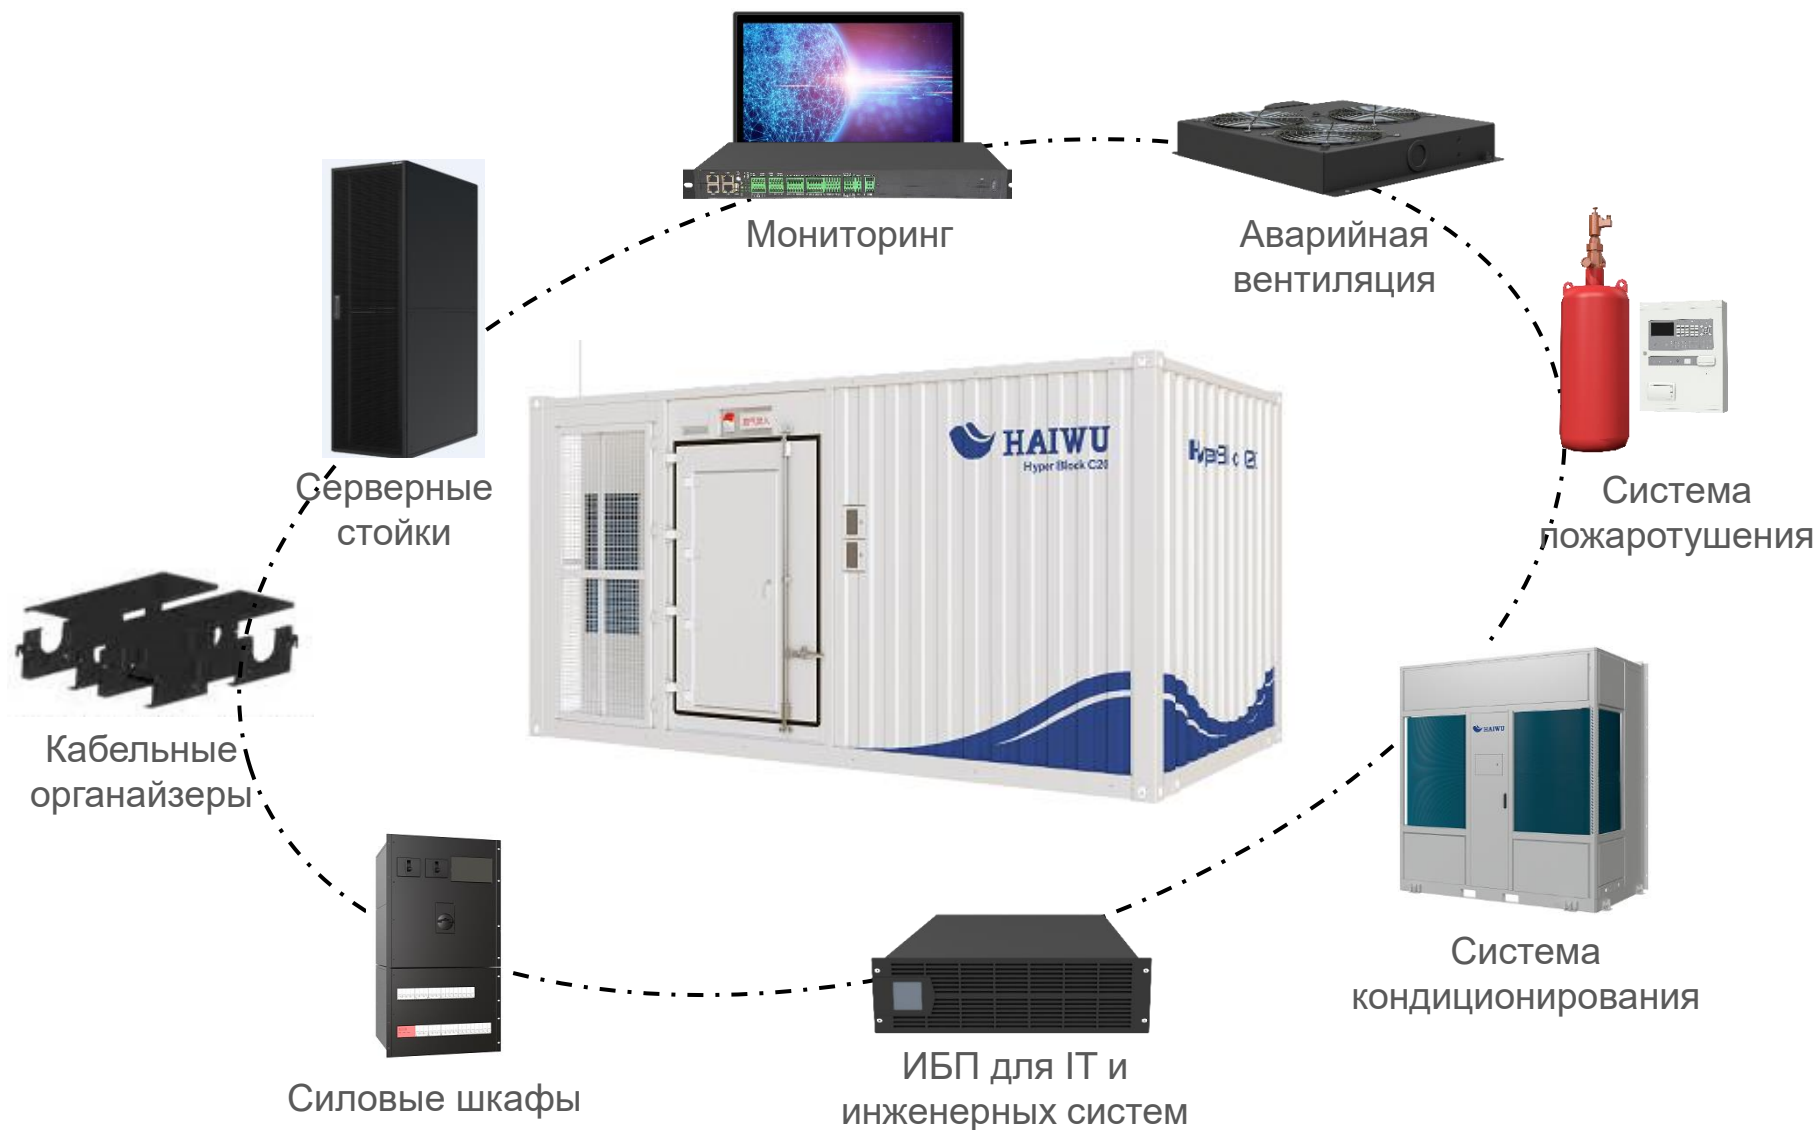 Мониторинг
Аварийная
вентиляция
Серверные
стойки
HAIWU
Hyper Block C20
Система
пожаротушения
Кабельные
органайзеры
HAIWU
Система
кондиционирования
Силовые шкафы
ИБП для IT и
инженерных систем